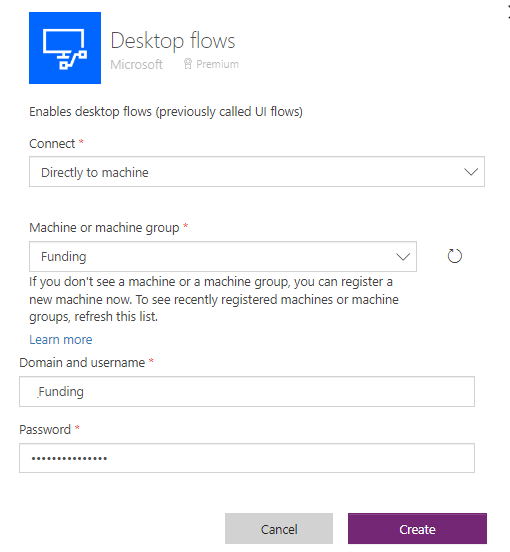 Desktop flows
Microsoft Premium
Enables desktop flows (previously called UI flows)
Connect *
Directly to machine
Machine or machine group *
Funding
If you don't see a machine or a machine group, you can register a
new machine now. To see recently registered machines or machine
groups, refresh this list.
Learn more
Domain and username *
Funding
Password *
•••••••••••••••
Cancel Create